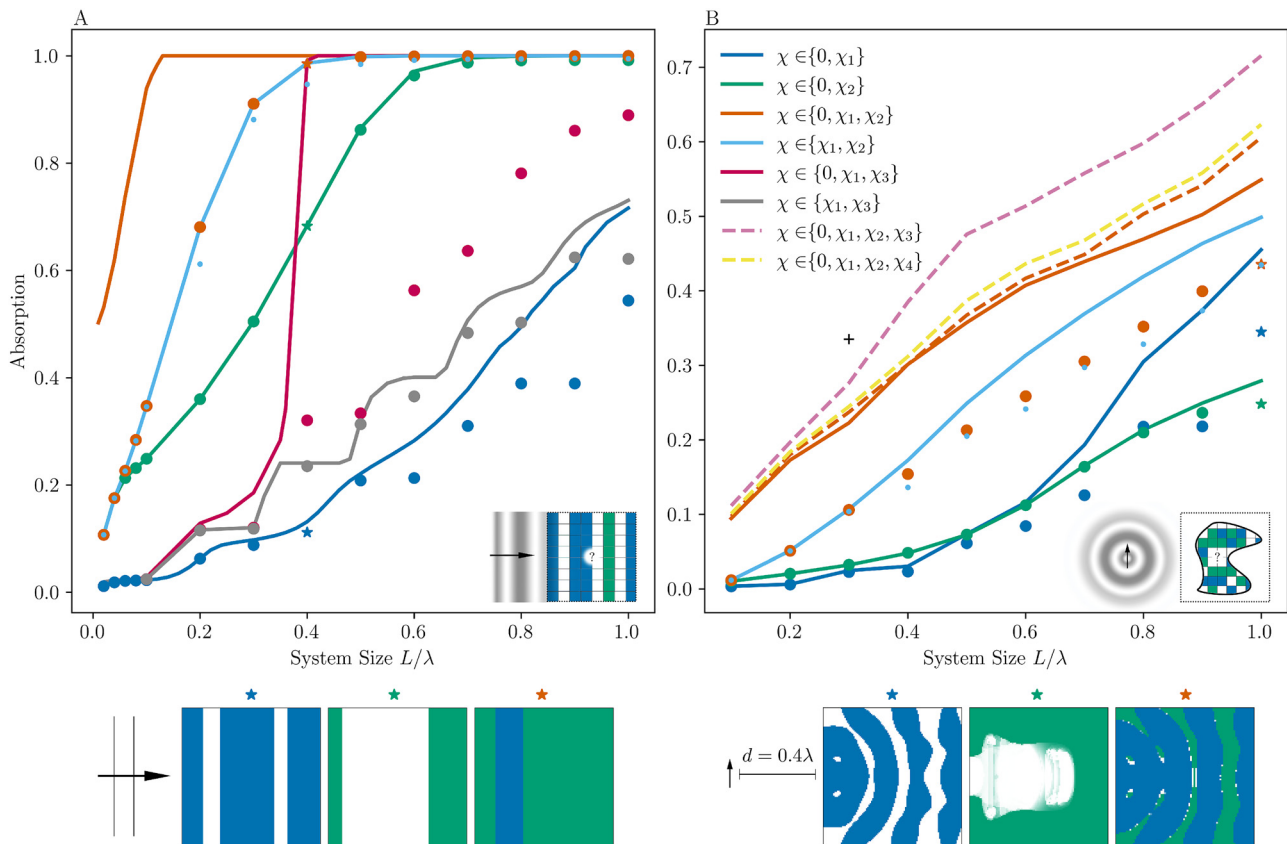 A
B
Absorption
1.0
0.8
0.6
0.4
0.2
0.0
0.0 0.2 0.4 0.6 0.8 1.0
System Size L/λ
?
0.7
0.6
0.5
0.4
0.3
0.2
0.1
0.0
χ ∈{0, χ₁}
χ ∈{0, χ₂}
χ ∈{0, χ₁, χ₂}
χ ∈{χ₁, χ₂}
χ ∈ {0, χ₁, χ₃}
χ ∈ {χ₁, χ₃}
χ ∈{0, χ₁, χ₂, χ₃}
χ ∈{0, χ₁, χ₂, χ₄}
?
0.2 0.4 0.6 0.8 1.0
System Size L/λ
d = 0.4λ